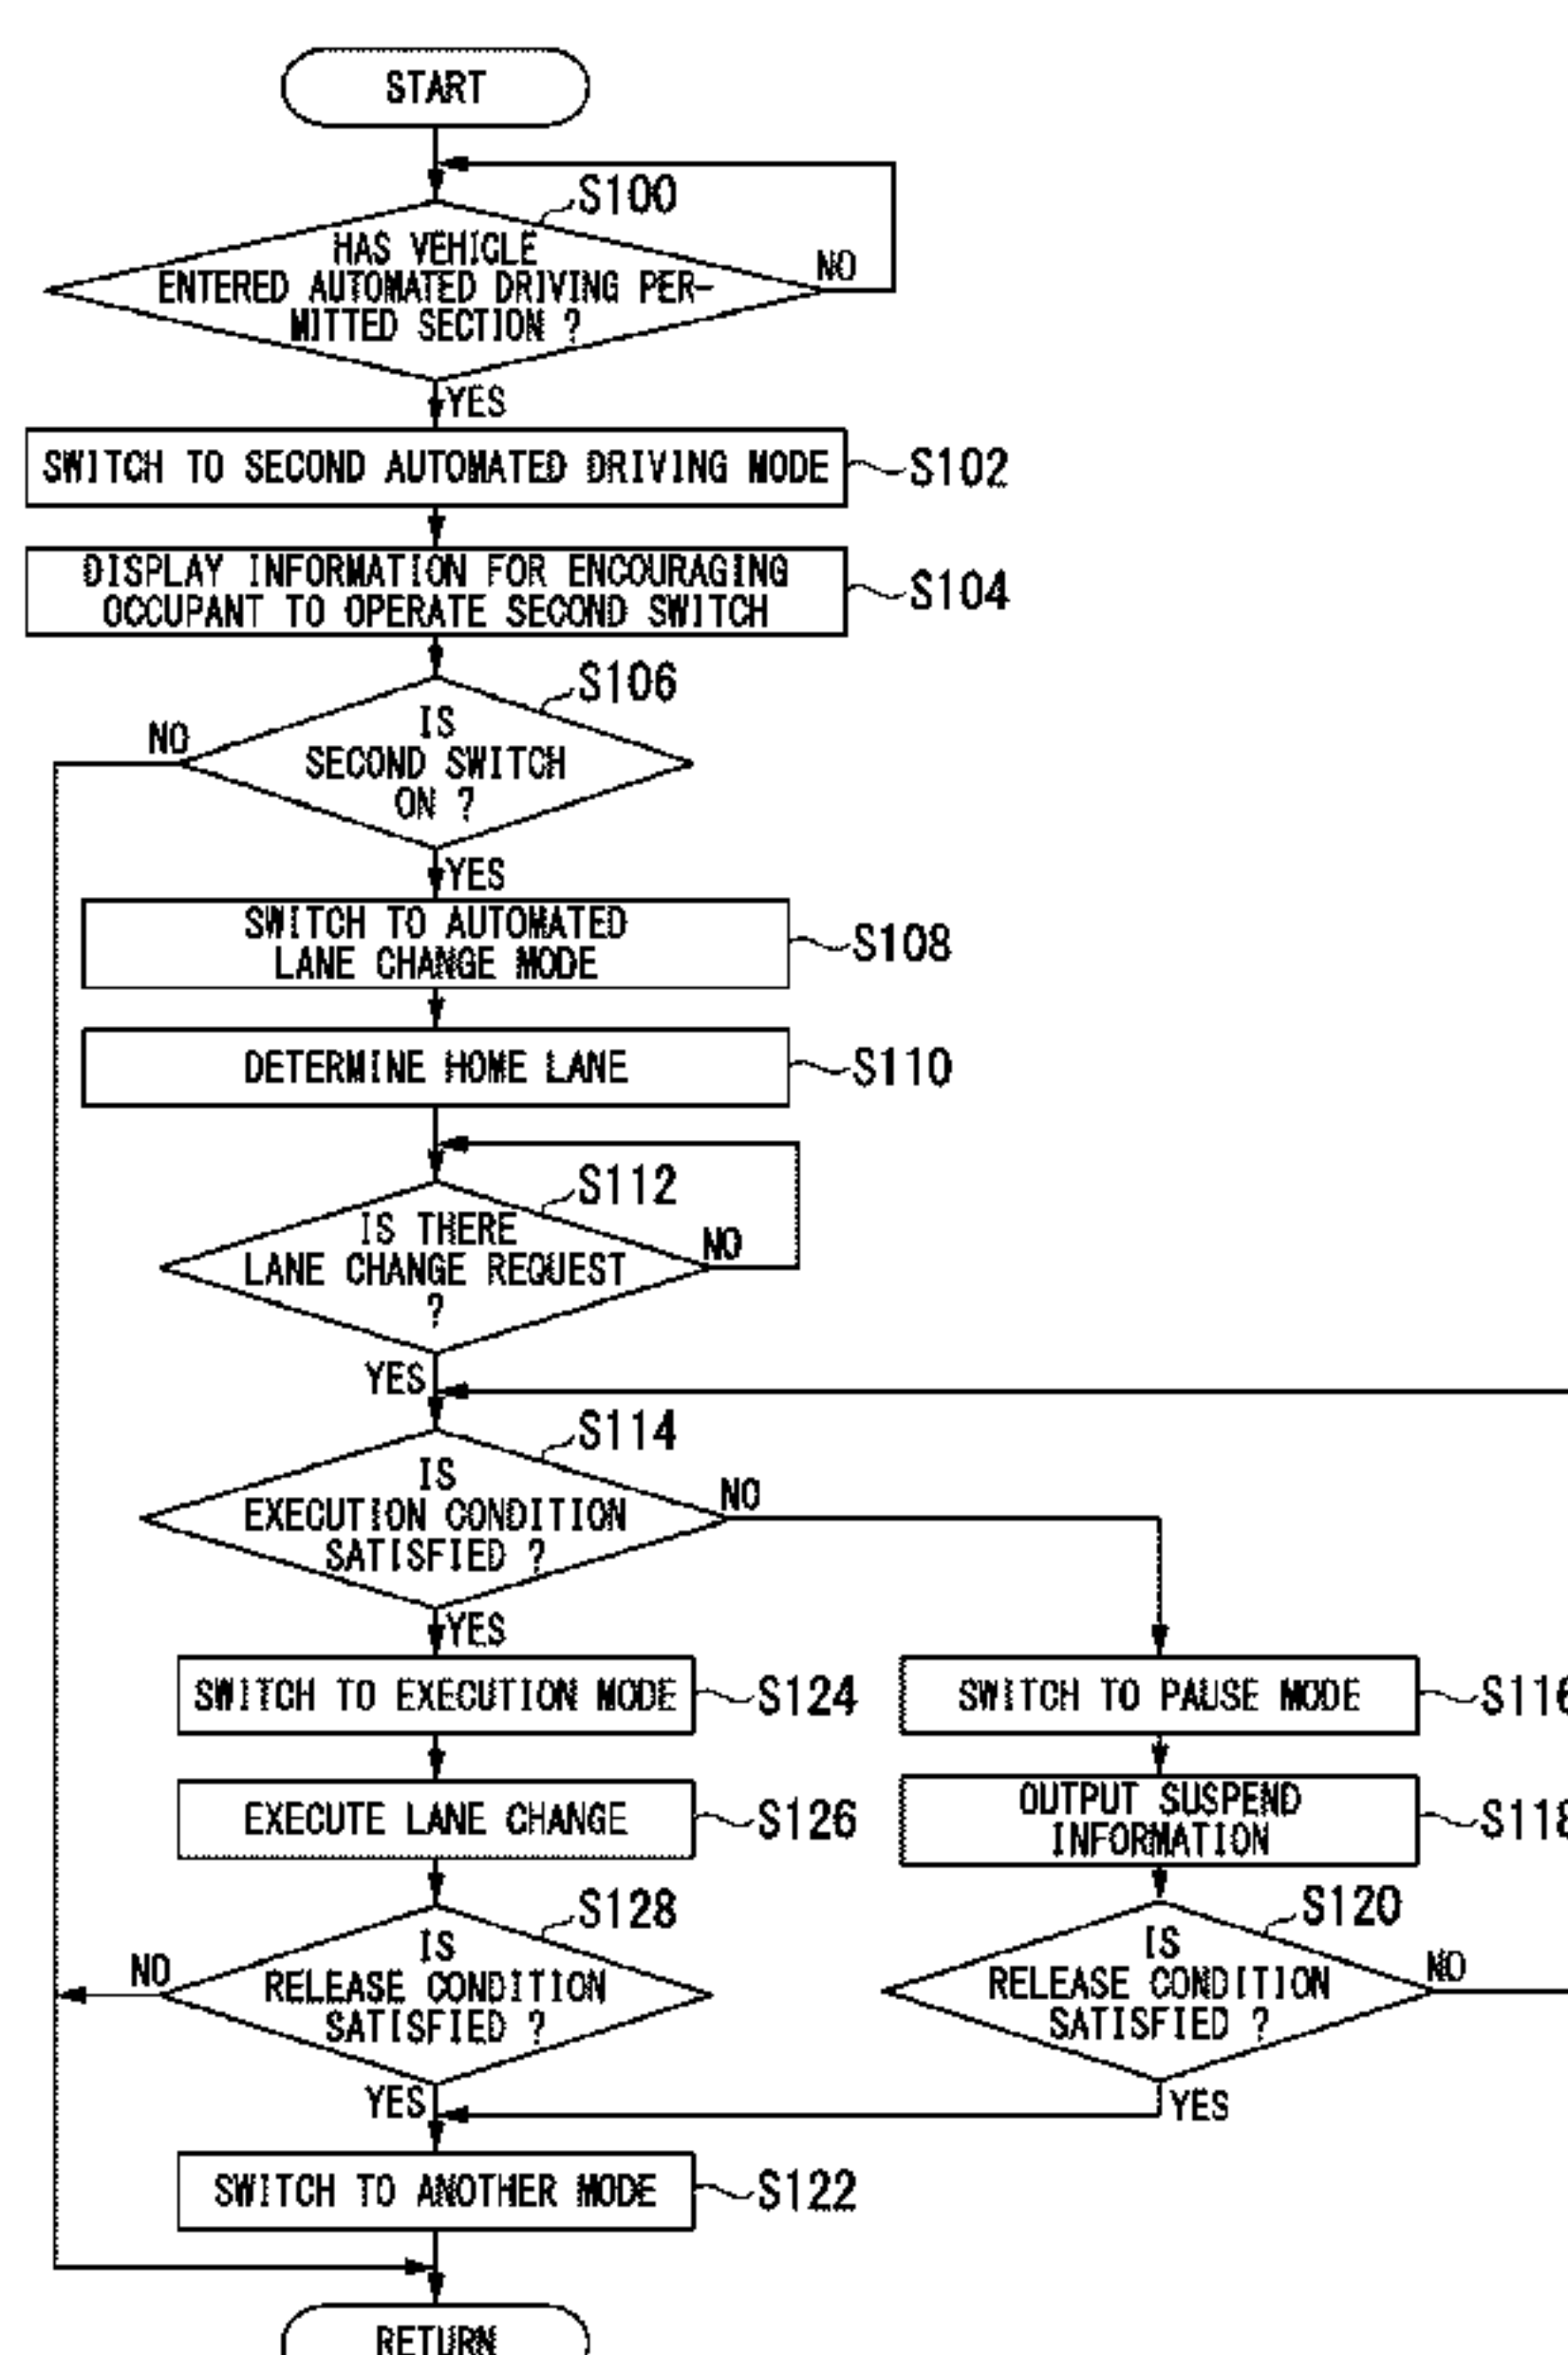 START
S100
HAS VEHICLE
ENTERED AUTOMATED DRIVING PER-
MITTED SECTION ?
NO
YES
SWITCH TO SECOND AUTOMATED DRIVING MODE
S102
DISPLAY INFORMATION FOR ENCOURAGING
OCCUPANT TO OPERATE SECOND SWITCH
S104
S106
IS
SECOND SWITCH
ON ?
NO
YES
SWITCH TO AUTOMATED
LANE CHANGE MODE
S108
DETERMINE HOME LANE
S110
S112
IS THERE
LANE CHANGE REQUEST
?
NO
YES
S114
IS
EXECUTION CONDITION
SATISFIED ?
NO
YES
SWITCH TO EXECUTION MODE
S124
SWITCH TO PAUSE MODE
S116
EXECUTE LANE CHANGE
S126
OUTPUT SUSPEND
INFORMATION
S118
S128
IS
RELEASE CONDITION
SATISFIED ?
NO
YES
S120
IS
RELEASE CONDITION
SATISFIED ?
NO
YES
SWITCH TO ANOTHER MODE
S122
RETURN